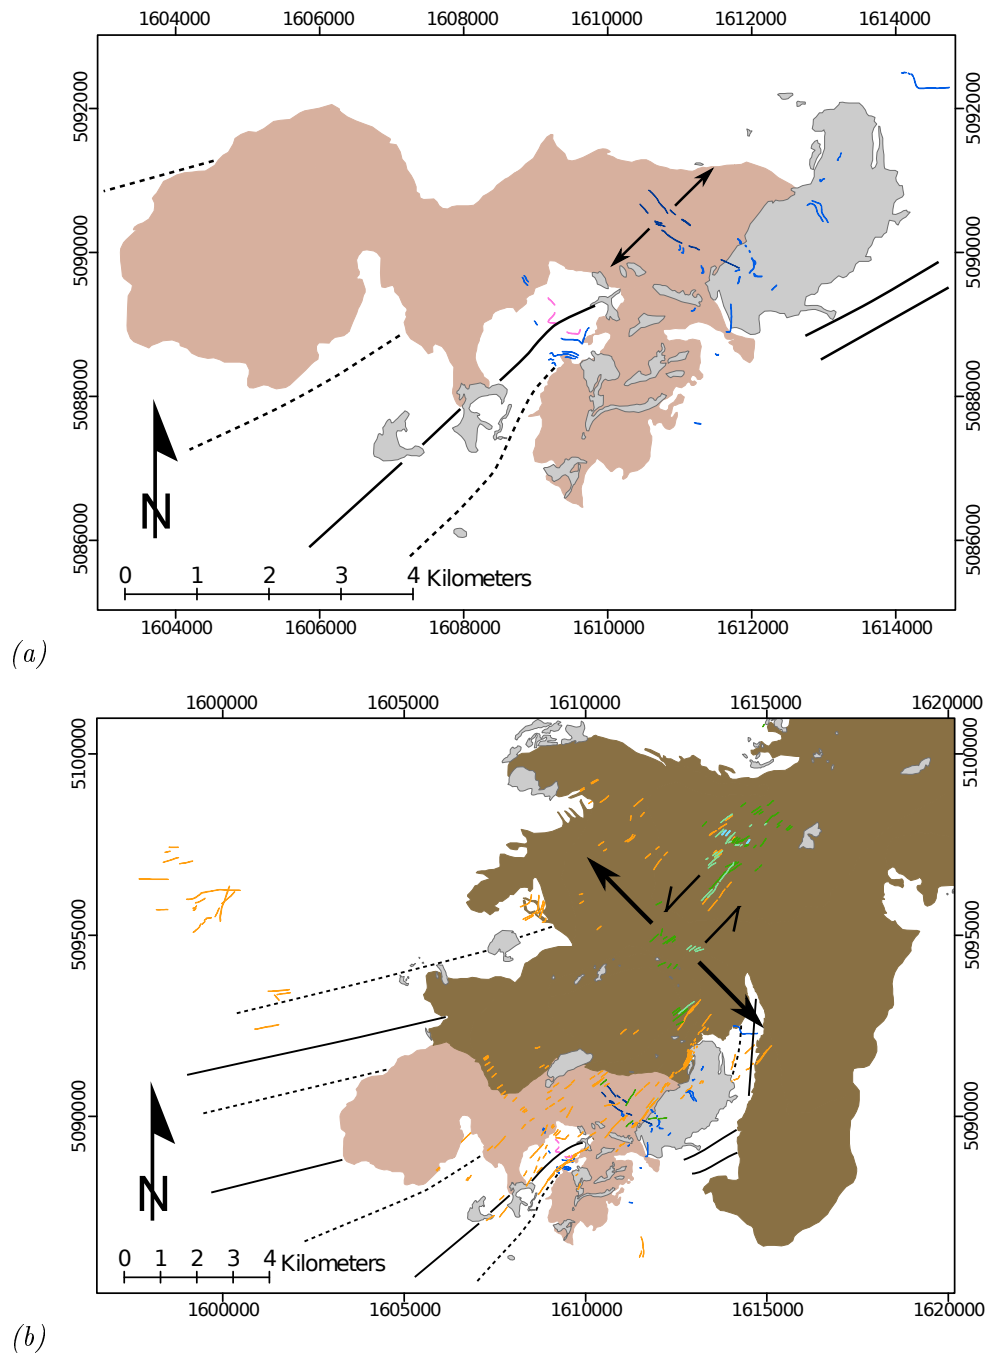 1604000 1606000 1608000 1610000 1612000 1614000
5092000 5092000
5090000 5090000
5088000 5088000
5086000 5086000
N
0 1 2 3 4 Kilometers
1604000 1606000 1608000 1610000 1612000 1614000
(a)
1600000 1605000 1610000 1615000 1620000
5100000 5100000
5095000 5095000
5090000 5090000
N
0 1 2 3 4 Kilometers
1600000 1605000 1610000 1615000 1620000
(b)